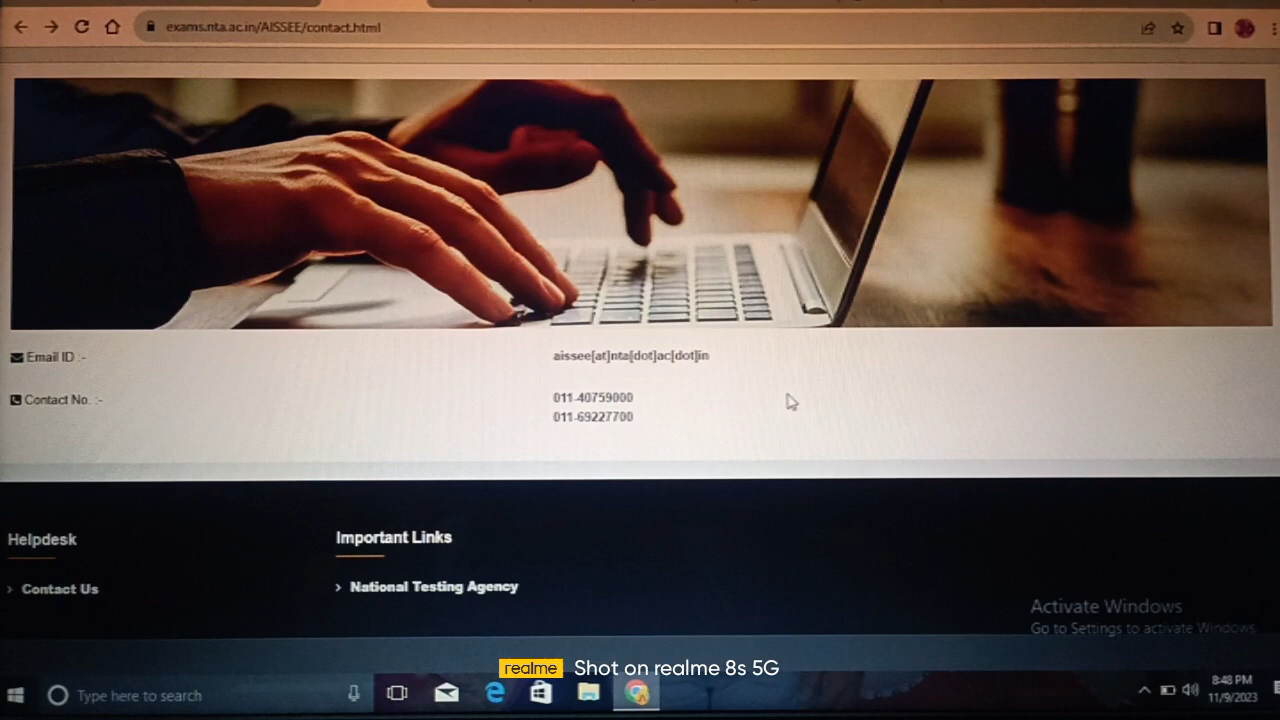 exams.nta.ac.in/AISSEE/contact.html
Email ID :-
aissee[at]nta[dot]ac[dot]in
Contact No. :-
011-40759000
011-69227700
Helpdesk
Important Links
› Contact Us
› National Testing Agency
Activate Windows
Go to Settings to activate Windows.
realme Shot on realme 8s 5G
Type here to search
8:48 PM
11/9/2023